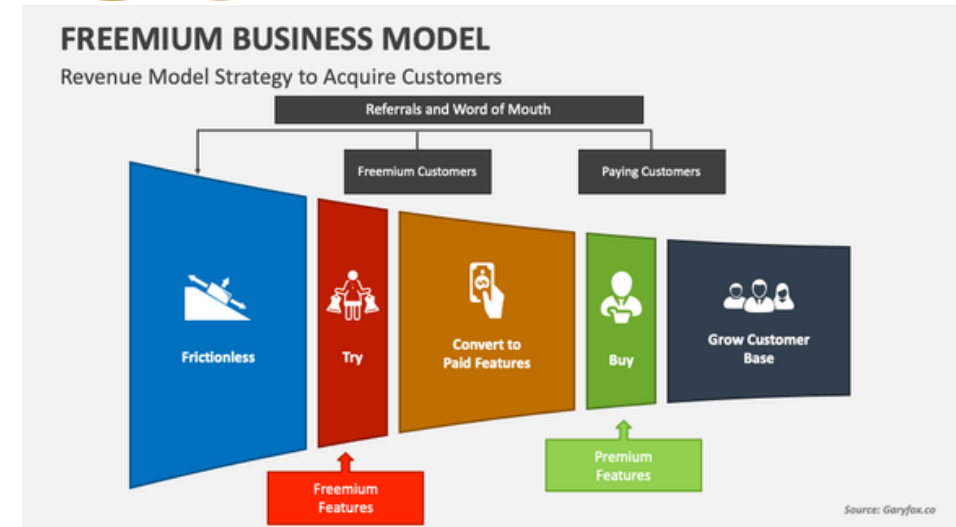 FREEMIUM BUSINESS MODEL
Revenue Model Strategy to Acquire Customers
Referrals and Word of Mouth
Freemium Customers
Paying Customers
Frictionless
Try
Convert to
Paid Features
Buy
Grow Customer
Base
Freemium
Features
Premium
Features
Source: Garyfox.co